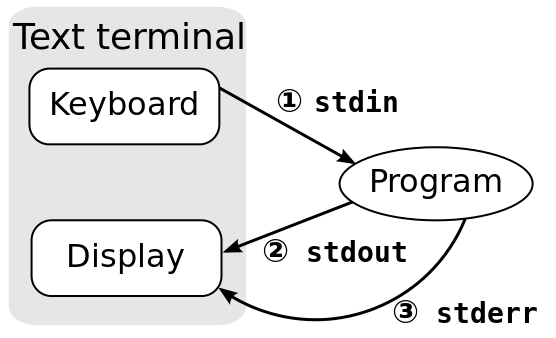 Text terminal
Keyboard
① stdin
Program
Display
② stdout
③ stderr